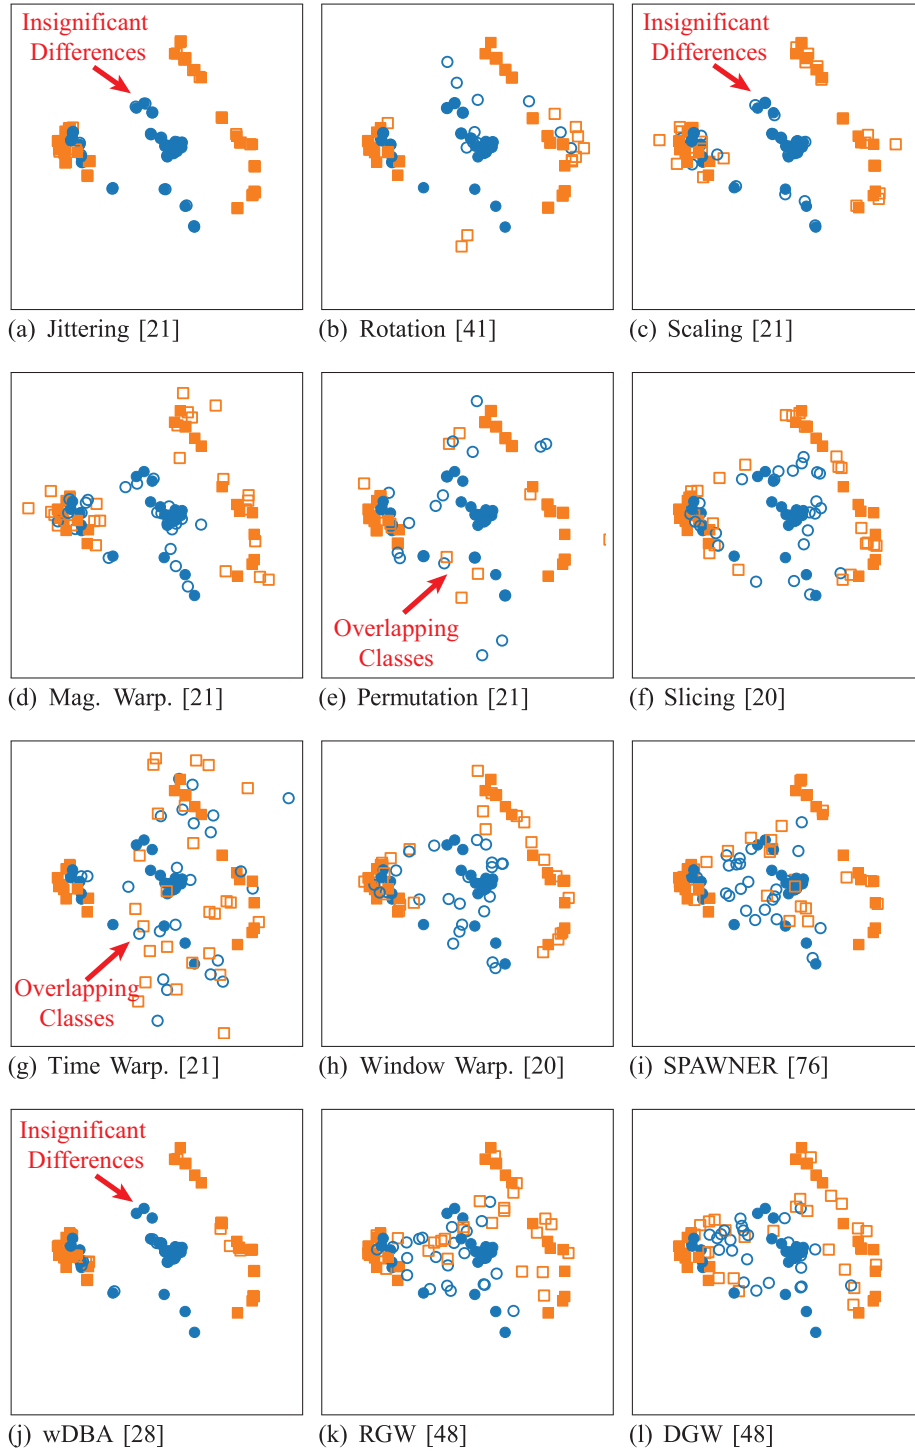 Insignificant
Differences
Insignificant
Differences
(a) Jittering [21]
(b) Rotation [41]
(c) Scaling [21]
Overlapping
Classes
(d) Mag. Warp. [21]
(e) Permutation [21]
(f) Slicing [20]
Overlapping
Classes
(g) Time Warp. [21]
(h) Window Warp. [20]
(i) SPAWNER [76]
Insignificant
Differences
(j) wDBA [28]
(k) RGW [48]
(l) DGW [48]